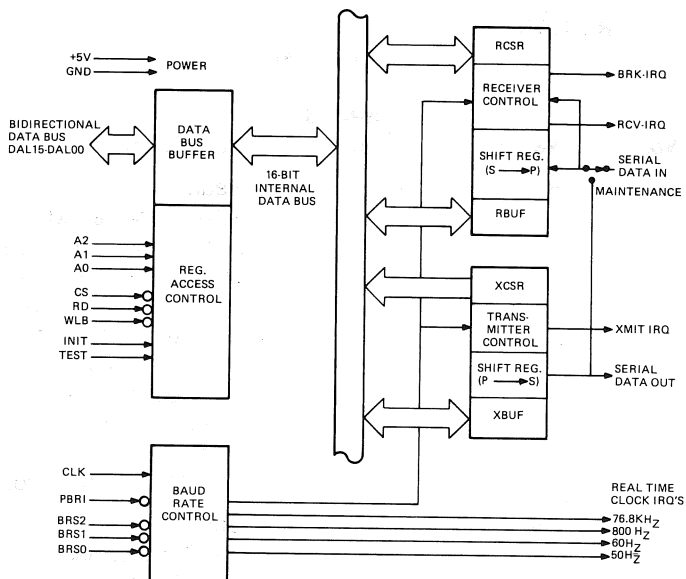 +5V
GND
POWER
BIDIRECTIONAL
DATA BUS
DAL15-DAL00
DATA
BUS
BUFFER
16-BIT
INTERNAL
DATA BUS
A2
A1
A0
CS
RD
WLB
INIT
TEST
REG.
ACCESS
CONTROL
RCSR
RECEIVER
CONTROL
SHIFT REG.
(S P)
RBUF
BRK-IRQ
RCV-IRQ
SERIAL
DATA IN
MAINTENANCE
XCSR
TRANS-
MITTER
CONTROL
SHIFT REG.
(P S)
XBUF
XMIT IRQ
SERIAL
DATA OUT
CLK
PBRI
BRS2
BRS1
BRS0
BAUD
RATE
CONTROL
REAL TIME
CLOCK IRQ'S
76.8KHZ
800 HZ
60HZ
50HZ